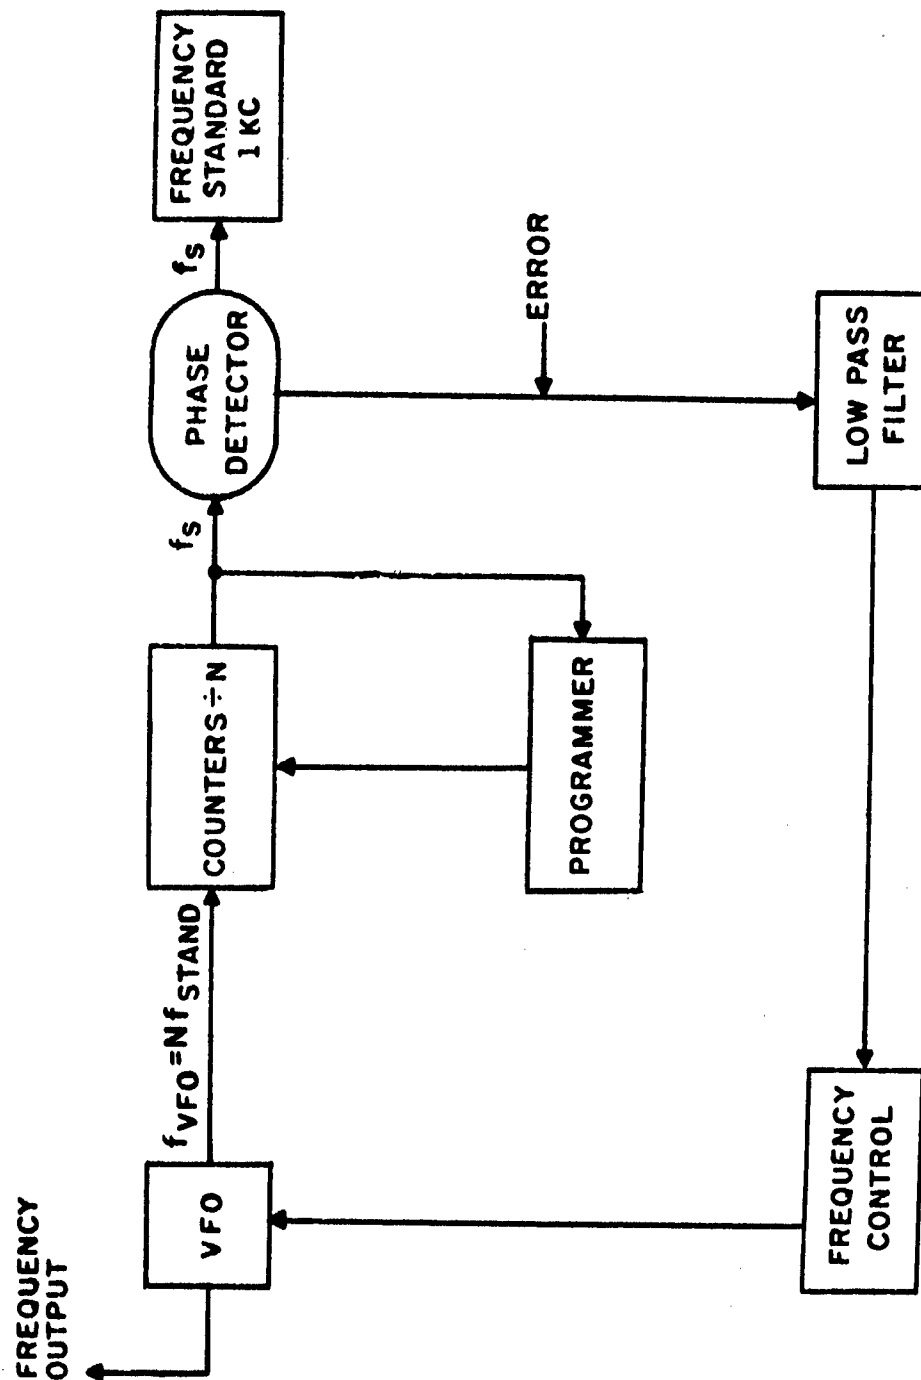 FREQUENCY
OUTPUT
VFO
fVFO=NfSTAND
COUNTERS÷N
fS
PHASE
DETECTOR
fS
FREQUENCY
STANDARD
1 KC
PROGRAMMER
ERROR
FREQUENCY
CONTROL
LOW PASS
FILTER